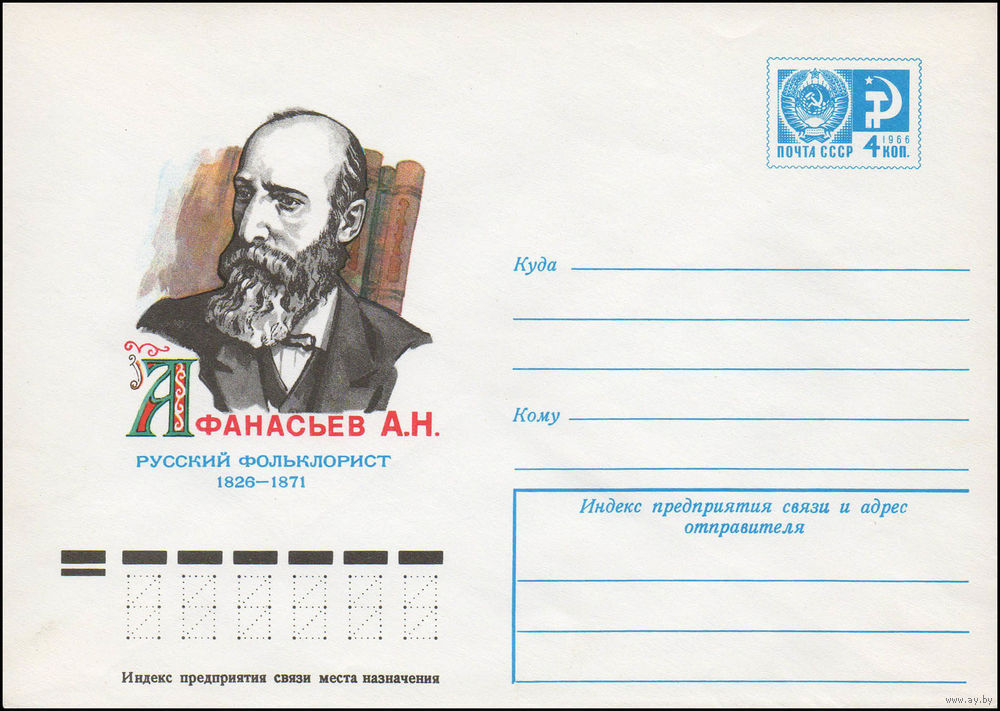 ПОЧТА СССР
1966
4 КОП.
Куда
Кому
АФАНАСЬЕВ А.Н.
РУССКИЙ ФОЛЬКЛОРИСТ
1826—1871
Индекс предприятия связи и адрес
отправителя
Индекс предприятия связи места назначения
www.ay.by